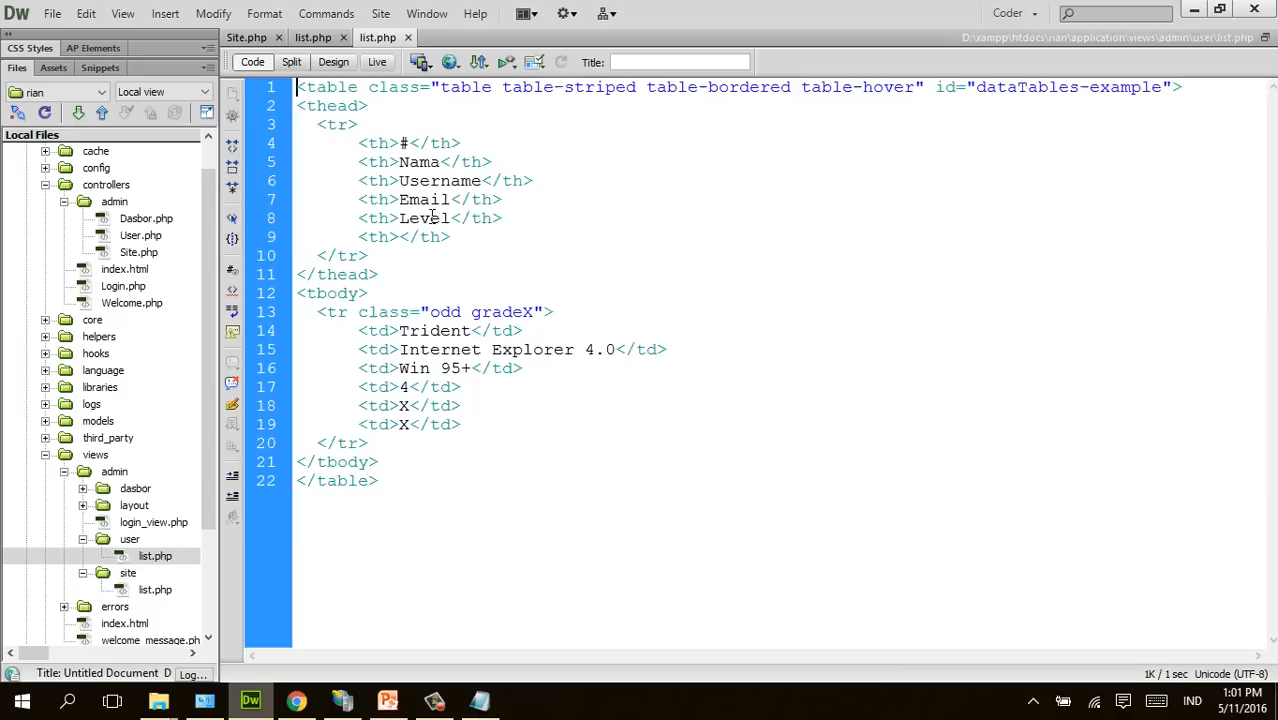 Dw File Edit View Insert Modify Format Commands Site Window Help Coder
CSS Styles AP Elements
Site.php × list.php × list.php × D:\xampp\htdocs\rian\application\views\admin\user\list.php
Files Assets Snippets
Code Split Design Live Title:
rian Local view
Local Files
cache
config
controllers
admin
Dasbor.php
User.php
Site.php
index.html
Login.php
Welcome.php
core
helpers
hooks
language
libraries
logs
models
third_party
views
admin
dasbor
layout
login_view.php
user
list.php
site
list.php
errors
index.html
welcome_message.ph
Title: Untitled Document D Log...
1 <table class="table table-striped table-bordered table-hover" id="dataTables-example">
2 <thead>
3 <tr>
4 <th>#</th>
5 <th>Nama</th>
6 <th>Username</th>
7 <th>Email</th>
8 <th>Level</th>
9 <th></th>
10 </tr>
11 </thead>
12 <tbody>
13 <tr class="odd gradeX">
14 <td>Trident</td>
15 <td>Internet Explorer 4.0</td>
16 <td>Win 95+</td>
17 <td>4</td>
18 <td>X</td>
19 <td>X</td>
20 </tr>
21 </tbody>
22 </table>
1K / 1 sec Unicode (UTF-8)
Dw IND 1:01 PM
5/11/2016